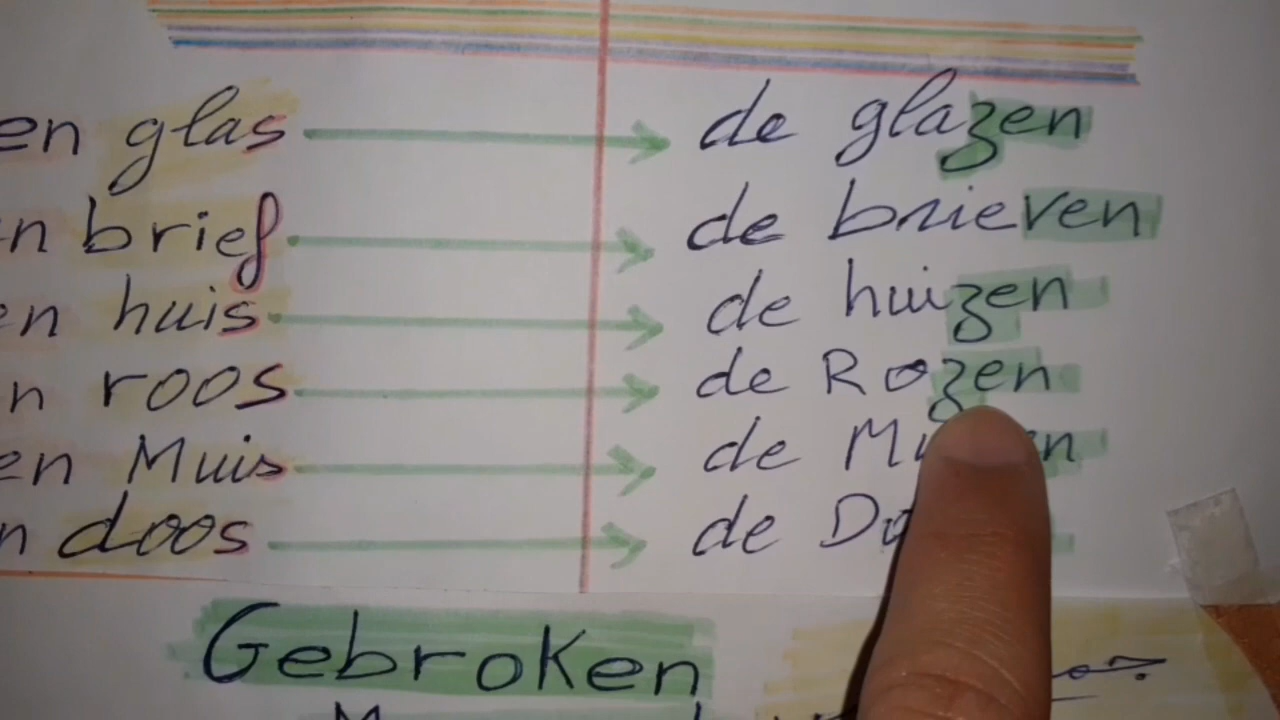 en glas de glazen
n brief de brieven
en huis de huizen
n roos de Rozen
en Muis de
n doos de
Gebroken